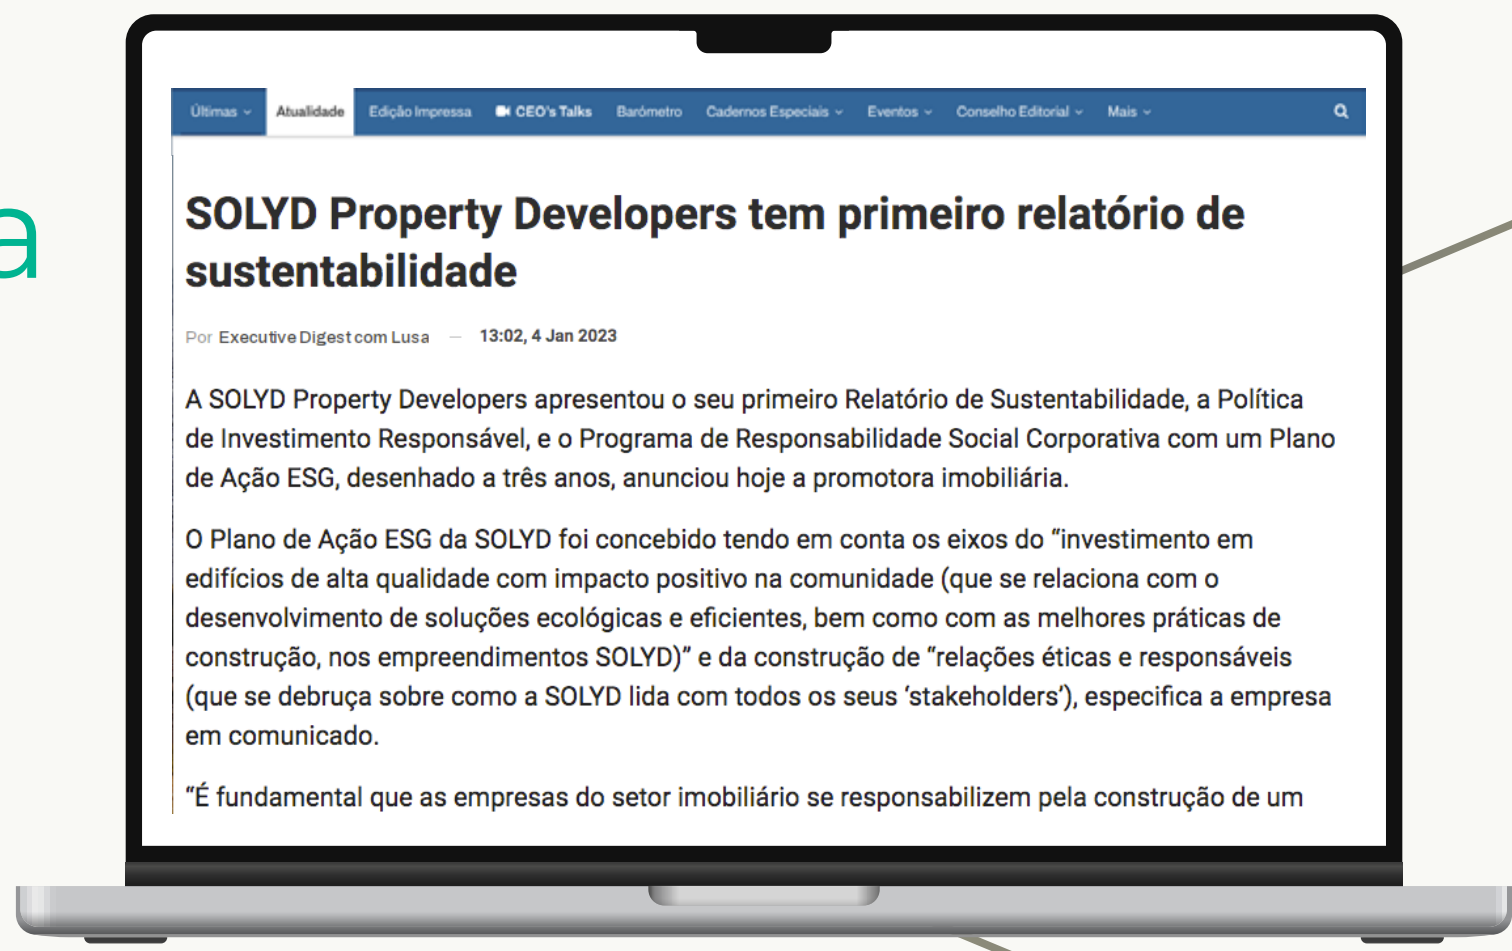 a
Últimas Atualidade Edição Impressa CEO's Talks Barómetro Cadernos Especiais Eventos Conselho Editorial Mais
SOLYD Property Developers tem primeiro relatório de
sustentabilidade
Por Executive Digest com Lusa — 13:02, 4 Jan 2023
A SOLYD Property Developers apresentou o seu primeiro Relatório de Sustentabilidade, a Política
de Investimento Responsável, e o Programa de Responsabilidade Social Corporativa com um Plano
de Ação ESG, desenhado a três anos, anunciou hoje a promotora imobiliária.
O Plano de Ação ESG da SOLYD foi concebido tendo em conta os eixos do “investimento em
edifícios de alta qualidade com impacto positivo na comunidade (que se relaciona com o
desenvolvimento de soluções ecológicas e eficientes, bem como com as melhores práticas de
construção, nos empreendimentos SOLYD)” e da construção de “relações éticas e responsáveis
(que se debruça sobre como a SOLYD lida com todos os seus ‘stakeholders’), especifica a empresa
em comunicado.
“É fundamental que as empresas do setor imobiliário se responsabilizem pela construção de um